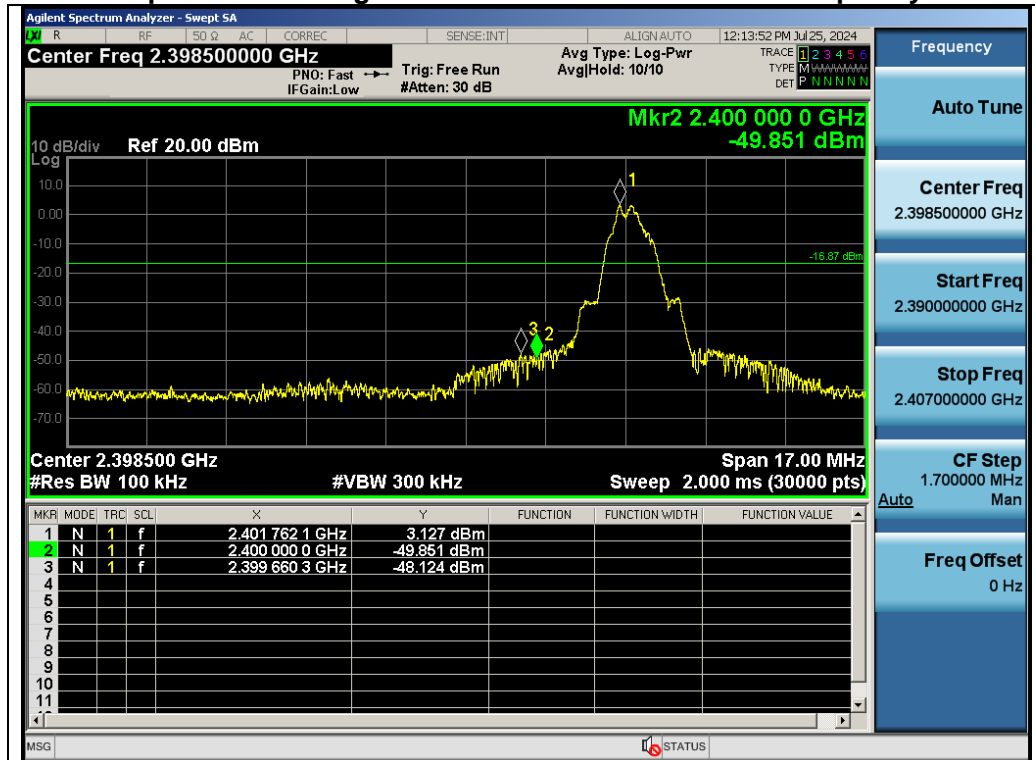 Agilent Spectrum Analyzer - Swept SA
LXI R RF 50 Ω AC CORREC SENSE:INT ALIGN AUTO 12:13:52 PM Jul 25, 2024
Center Freq 2.398500000 GHz
PNO: Fast
IFGain:Low
Trig: Free Run
#Atten: 30 dB
Avg Type: Log-Pwr
Avg|Hold: 10/10
TRACE 1 2 3 4 5 6
TYPE M
DET P N N N N N
Mkr2 2.400 000 0 GHz
-49.851 dBm
10 dB/div Ref 20.00 dBm
Log
10.0
0.00
-10.0
-20.0
-30.0
-40.0
-50.0
-60.0
-70.0
1
-16.87 dBm
3 2
Center 2.398500 GHz Span 17.00 MHz
#Res BW 100 kHz #VBW 300 kHz Sweep 2.000 ms (30000 pts)
MKR MODE TRC SCL X Y FUNCTION FUNCTION WIDTH FUNCTION VALUE
1 N 1 f 2.401 762 1 GHz 3.127 dBm
2 N 1 f 2.400 000 0 GHz -49.851 dBm
3 N 1 f 2.399 660 3 GHz -48.124 dBm
4
5
6
7
8
9
10
11
MSG STATUS
Frequency
Auto Tune
Center Freq
2.398500000 GHz
Start Freq
2.390000000 GHz
Stop Freq
2.407000000 GHz
CF Step
1.700000 MHz
Auto Man
Freq Offset
0 Hz